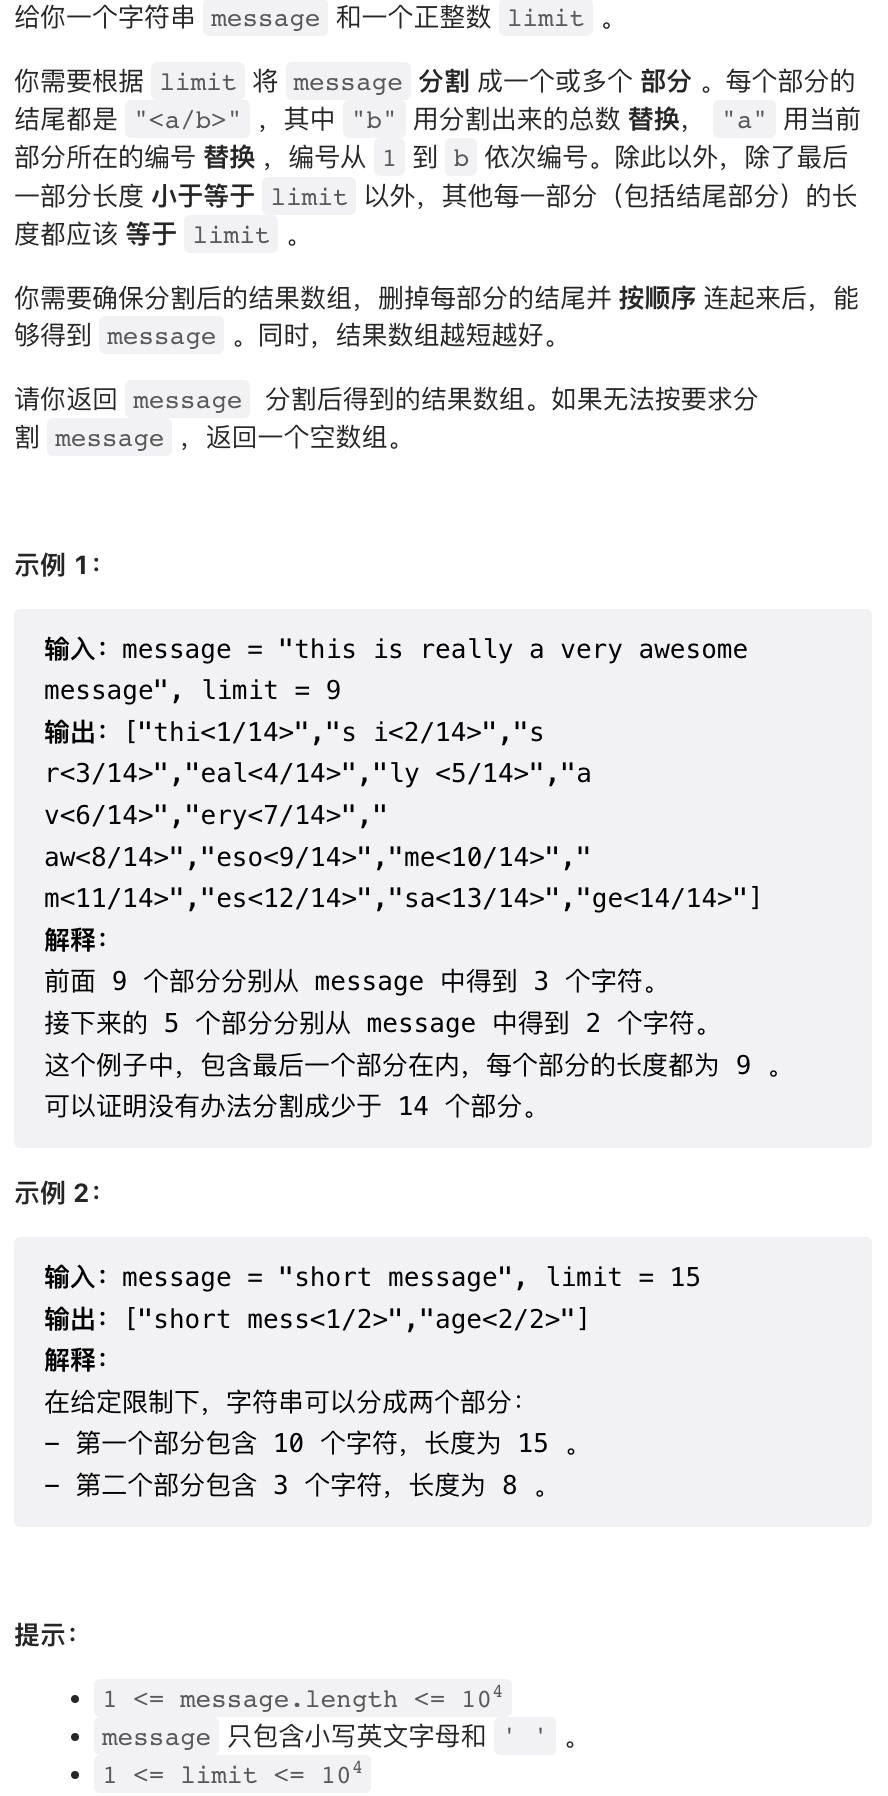 给你一个字符串 message 和一个正整数 limit 。
你需要根据 limit 将 message 分割 成一个或多个 部分 。每个部分的
结尾都是 "<a/b>" ，其中 "b" 用分割出来的总数 替换， "a" 用当前
部分所在的编号 替换 ，编号从 1 到 b 依次编号。除此以外，除了最后
一部分长度 小于等于 limit 以外，其他每一部分（包括结尾部分）的长
度都应该 等于 limit 。
你需要确保分割后的结果数组，删掉每部分的结尾并 按顺序 连起来后，能
够得到 message 。同时，结果数组越短越好。
请你返回 message 分割后得到的结果数组。如果无法按要求分
割 message ，返回一个空数组。
示例 1：
输入：message = "this is really a very awesome
message", limit = 9
输出：["thi<1/14>","s i<2/14>","s
r<3/14>","eal<4/14>","ly <5/14>","a
v<6/14>","ery<7/14>","
aw<8/14>","eso<9/14>","me<10/14>","
m<11/14>","es<12/14>","sa<13/14>","ge<14/14>"]
解释：
前面 9 个部分分别从 message 中得到 3 个字符。
接下来的 5 个部分分别从 message 中得到 2 个字符。
这个例子中，包含最后一个部分在内，每个部分的长度都为 9 。
可以证明没有办法分割成少于 14 个部分。
示例 2：
输入：message = "short message", limit = 15
输出：["short mess<1/2>","age<2/2>"]
解释：
在给定限制下，字符串可以分成两个部分：
- 第一个部分包含 10 个字符，长度为 15 。
- 第二个部分包含 3 个字符，长度为 8 。
提示：
• 1 <= message.length <= 10⁴
• message 只包含小写英文字母和 ' ' 。
• 1 <= limit <= 10⁴